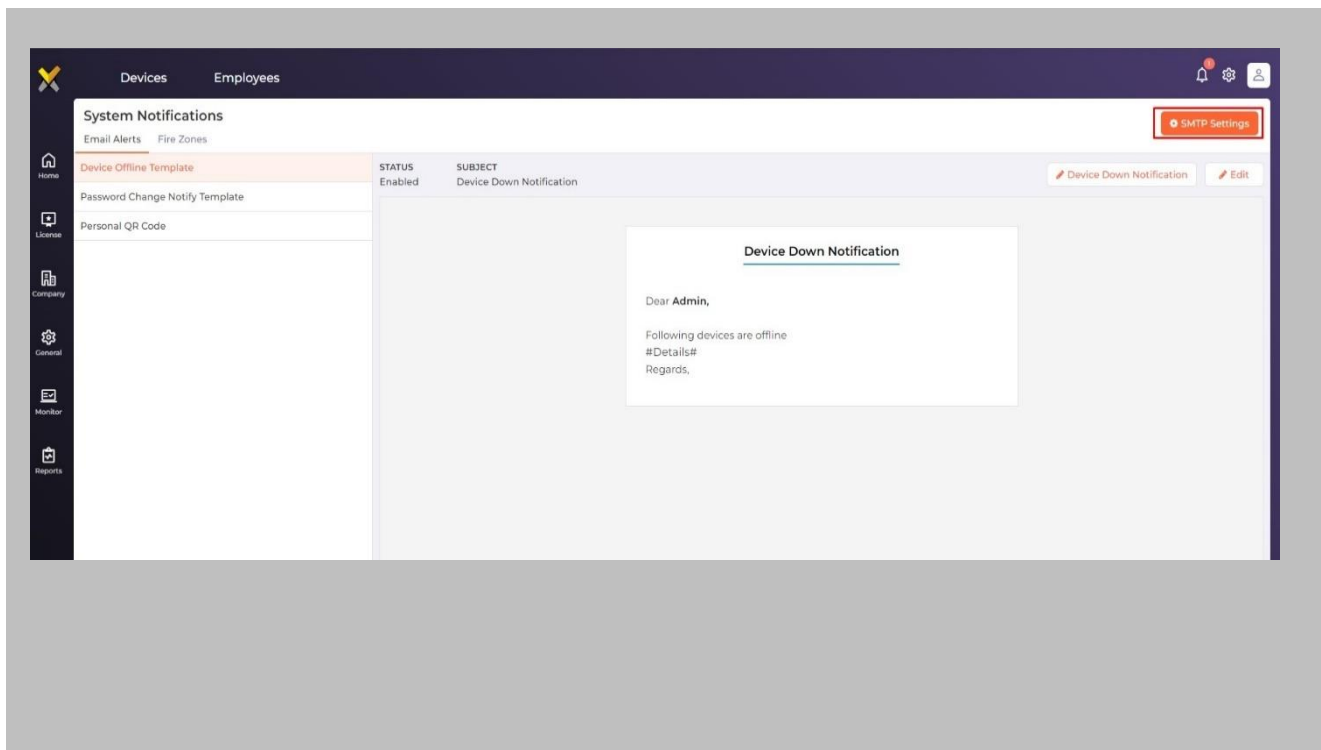 Devices Employees
1
System Notifications
SMTP Settings
Email Alerts Fire Zones
Home
License
Company
General
Monitor
Reports
Device Offline Template
Password Change Notify Template
Personal QR Code
STATUS SUBJECT
Enabled Device Down Notification
Device Down Notification Edit
Device Down Notification
Dear Admin,
Following devices are offline
#Details#
Regards,